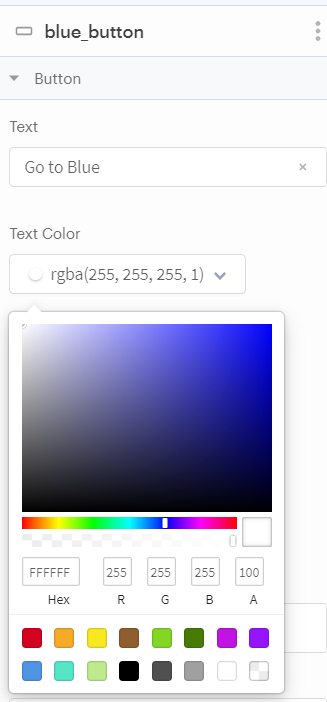 blue_button
Button
Text
Go to Blue ×
Text Color
rgba(255, 255, 255, 1)
FFFFFF 255 255 255 100
Hex R G B A